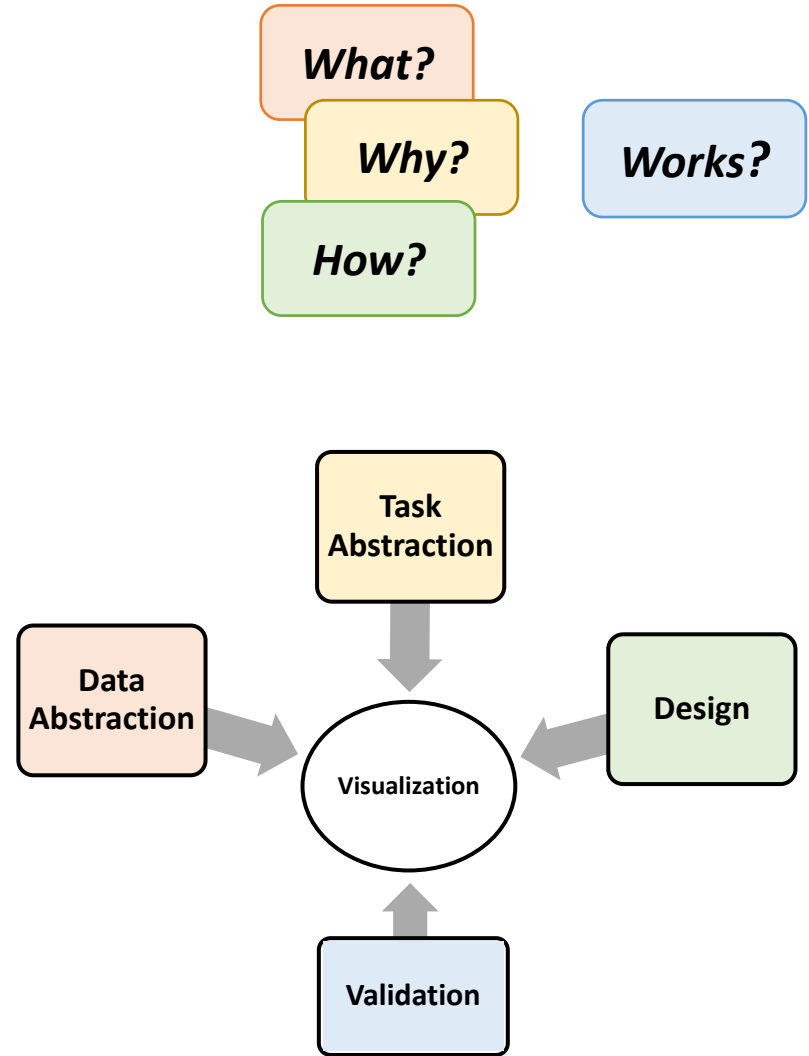 What?
Why?
Works?
How?
Task
Abstraction
Data
Abstraction
Design
Visualization
Validation